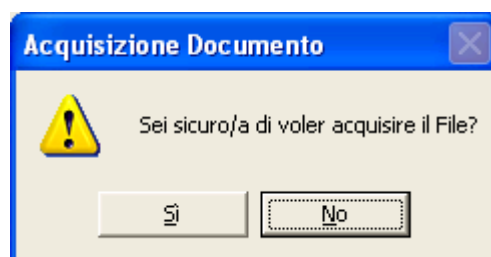 Acquisizione Documento
Sei sicuro/a di voler acquisire il File?
Sì
No